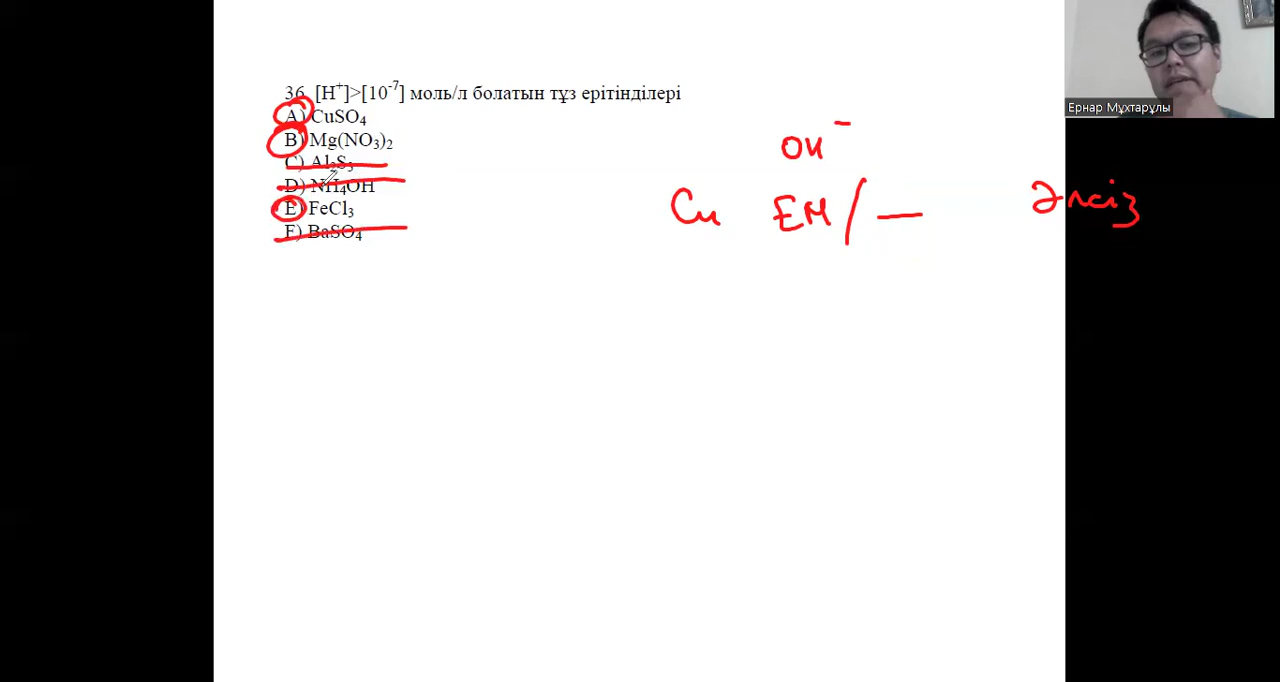 36. [H⁺]>[10⁻⁷] моль/л болатын тұз ерітінділері
A) CuSO₄
B) Mg(NO₃)₂
C) Al₂S₃
D) NH₄OH
E) FeCl₃
F) BaSO₄
OH⁻
Cu ЕМ/— Әлсіз
Ернар Мұхтарұлы